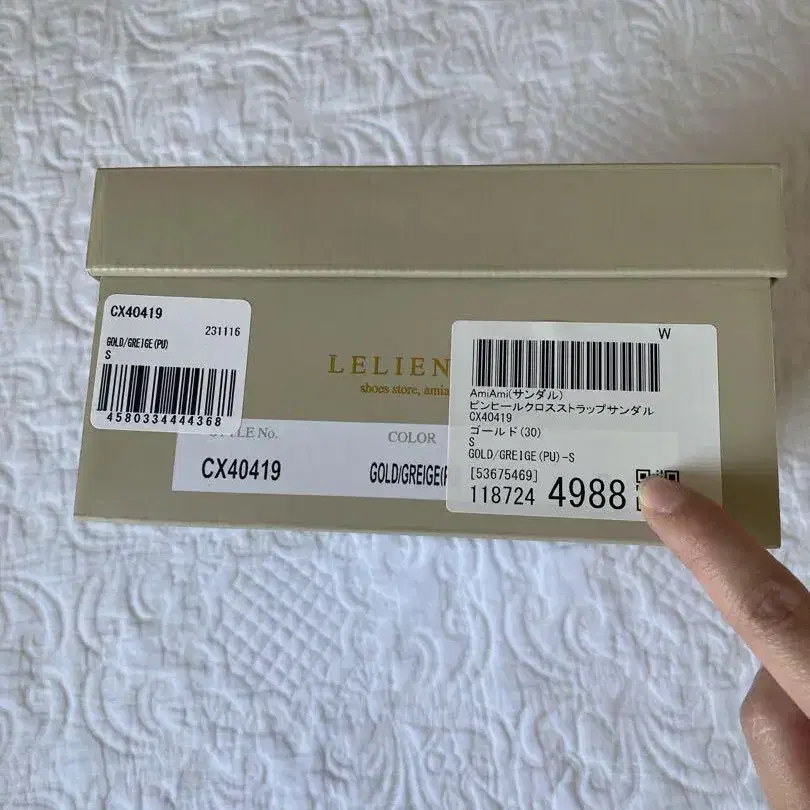 CX40419
231116
GOLD/GREIGE(PU)
S
4580334444368
LELIEN
shoes store, amia
No.
COLOR
CX40419
GOLD/GREIGE(
W
AmiAmi(サンダル)
ピンヒールクロスストラップサンダル
CX40419
ゴールド(30)
S
GOLD/GREIGE(PU)-S
[53675469]
118724 4988